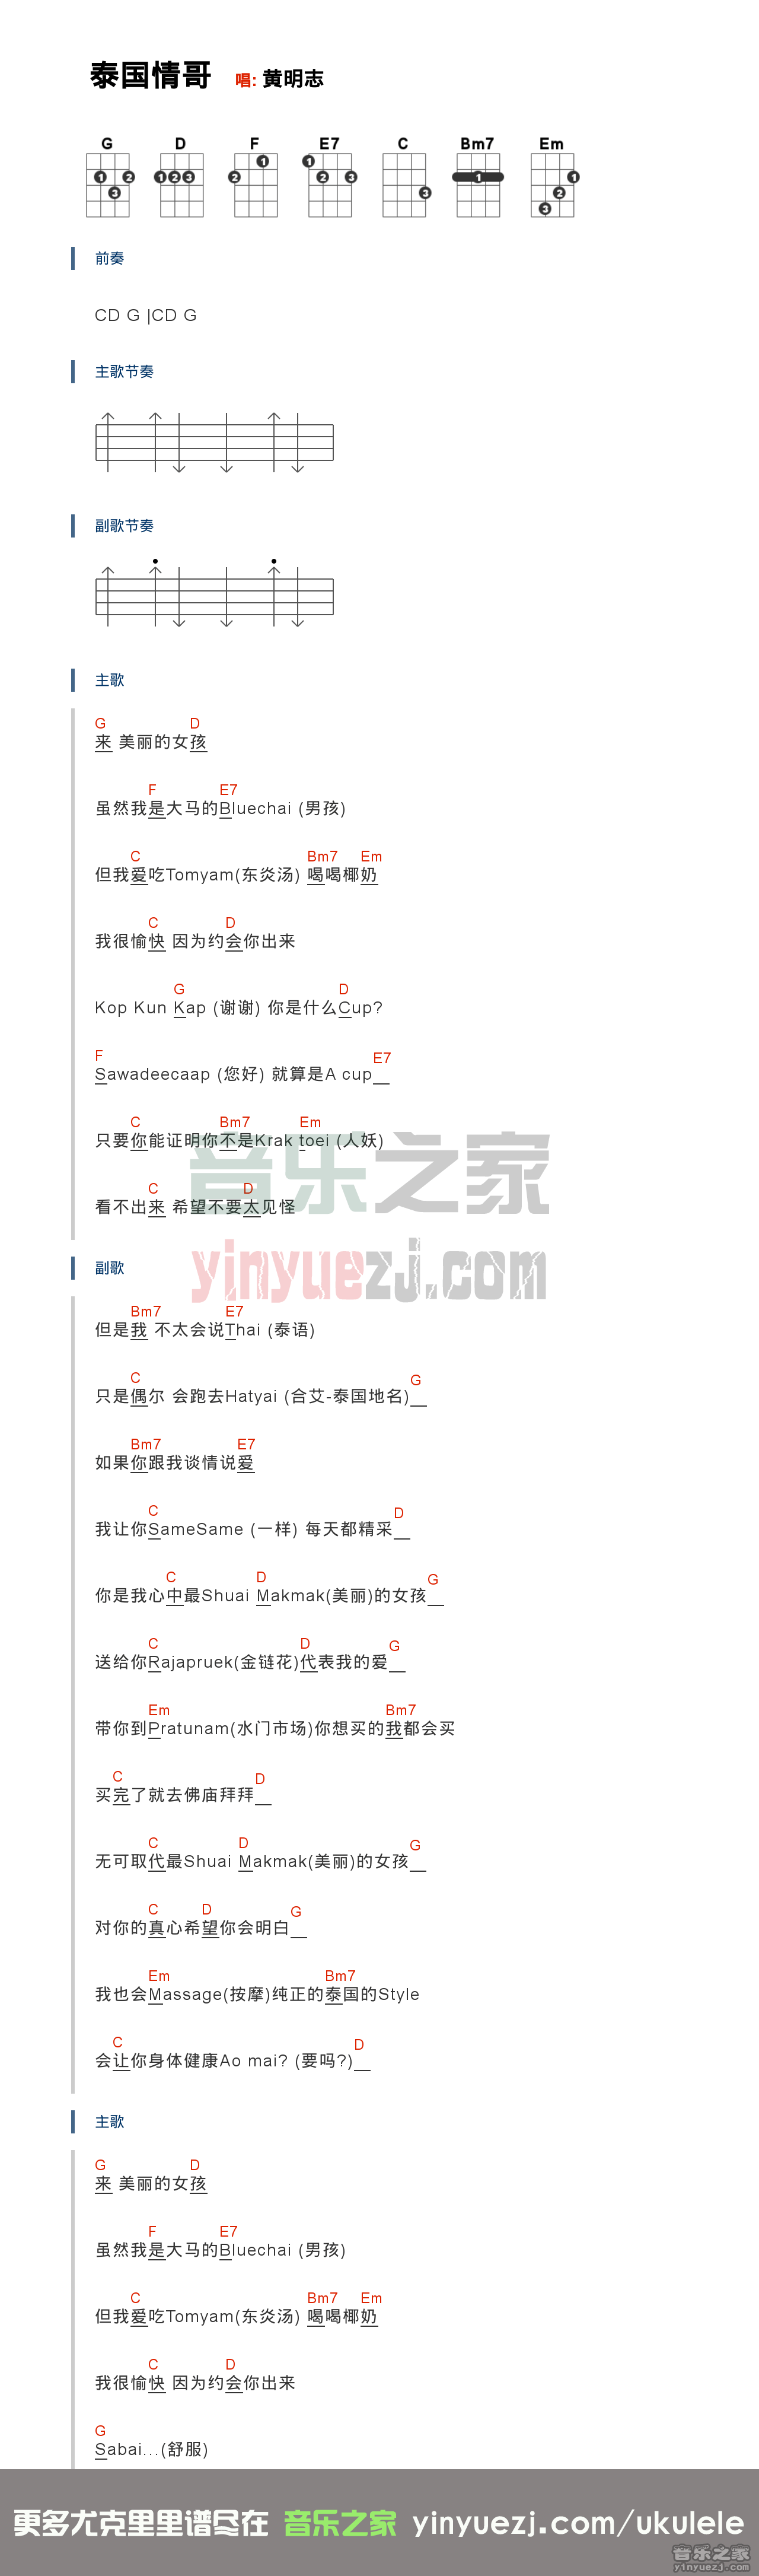 泰国情哥 唱: 黄明志
G D F E7 C Bm7 Em
1 2 3 1 2 3 1 2 1 2 3 3 1 1 2 3
前奏
CD G |CD G
主歌节奏
副歌节奏
主歌
G D
来 美丽的女孩
F E7
虽然我是大马的Bluechai (男孩)
C Bm7 Em
但我爱吃Tomyam(东炎汤) 喝喝椰奶
C D
我很愉快 因为约会你出来
G D
Kop Kun Kap (谢谢) 你是什么Cup?
F E7
Sawadeecaap (您好) 就算是A cup
C Bm7 Em
只要你能证明你不是Krak toei (人妖)
C D
看不出来 希望不要太见怪
音乐之家
yinyuezj.com
副歌
Bm7 E7
但是我 不太会说Thai (泰语)
C G
只是偶尔 会跑去Hatyai (合艾-泰国地名)
Bm7 E7
如果你跟我谈情说爱
C D
我让你SameSame (一样) 每天都精采
C D G
你是我心中最Shuai Makmak(美丽)的女孩
C D G
送给你Rajapruek(金链花)代表我的爱
Em Bm7
带你到Pratunam(水门市场)你想买的我都会买
C D
买完了就去佛庙拜拜
C D G
无可取代最Shuai Makmak(美丽)的女孩
C D G
对你的真心希望你会明白
Em Bm7
我也会Massage(按摩)纯正的泰国的Style
C D
会让你身体健康Ao mai? (要吗?)
主歌
G D
来 美丽的女孩
F E7
虽然我是大马的Bluechai (男孩)
C Bm7 Em
但我爱吃Tomyam(东炎汤) 喝喝椰奶
C D
我很愉快 因为约会你出来
G
Sabai...(舒服)
更多尤克里里谱尽在 音乐之家 yinyuezj.com/ukulele
音乐之家
yinyuezj.com